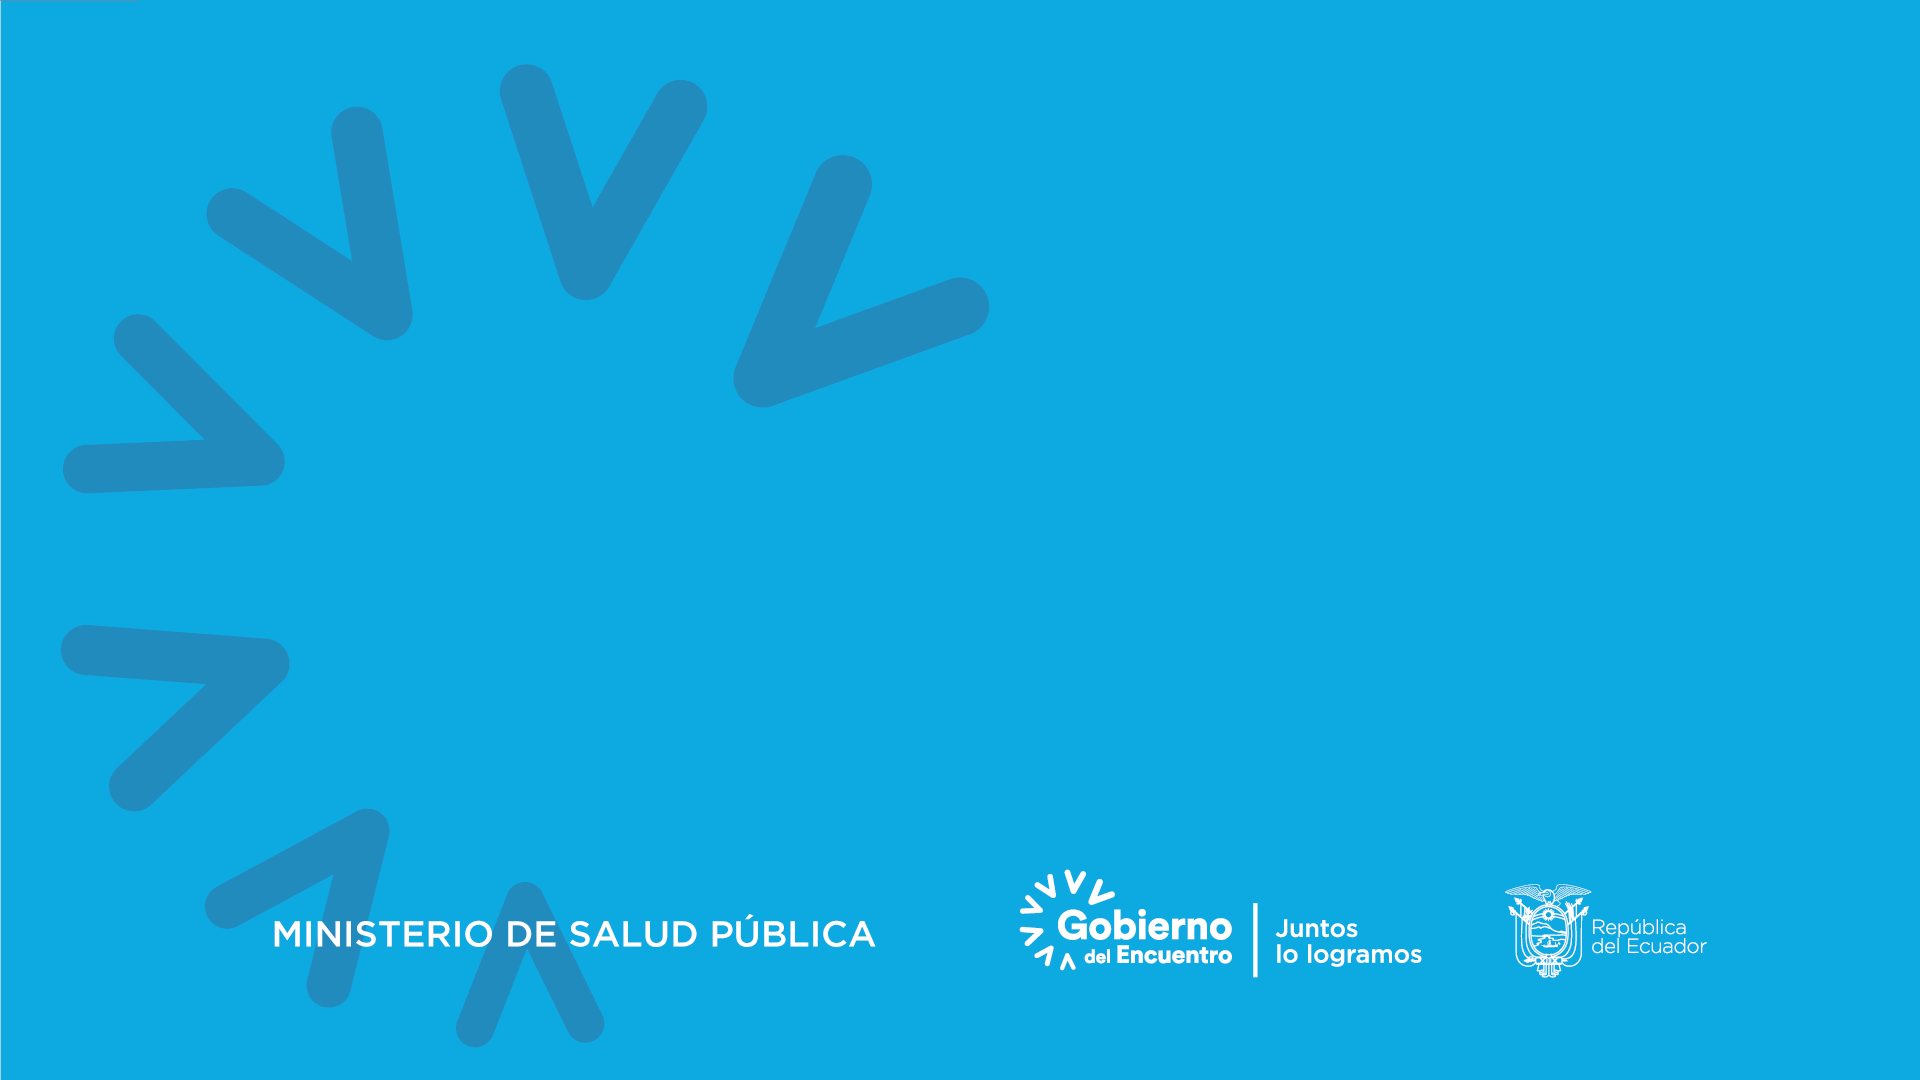 MINISTERIO DE SALUD PÚBLICA
Gobierno
del Encuentro
Juntos
lo logramos
República
del Ecuador